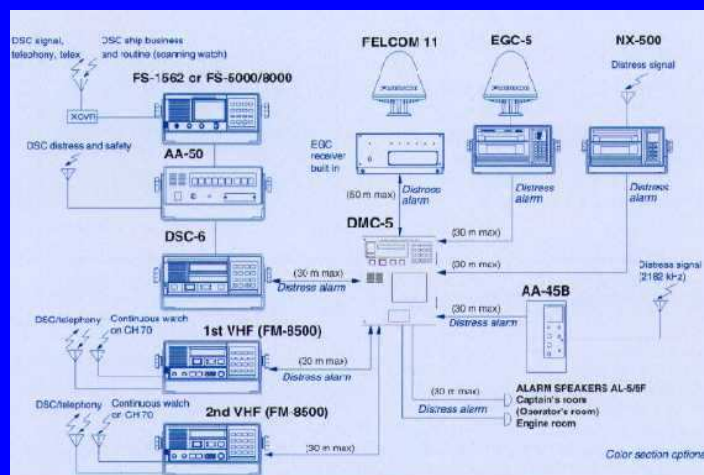 DSC signal,
telephony, telex
DSC ship business
and routine (scanning watch)
FS-1562 or FS-5000/8000
XCVR
AA-50
DSC distress and safety
DSC-6
DSC/telephony
Continuous watch
on CH 70
1st VHF (FM-8500)
DSC/telephony
Continuous watch
on CH 70
2nd VHF (FM-8500)
FELCOM 11
EGC-5
NX-500
Distress signal
EGC
receiver
built in
(50 m max)
Distress
alarm
Distress
alarm
Distress
alarm
DMC-5
(30 m max)
(30 m max)
(30 m max)
Distress alarm
Distress signal
(2182 kHz)
AA-45B
(30 m max)
Distress alarm
(30 m max)
Distress alarm
(30 m max)
(30 m max)
Distress alarm
ALARM SPEAKERS AL-5/5F
Captain's room
(Operator's room)
Engine room
Color section optional